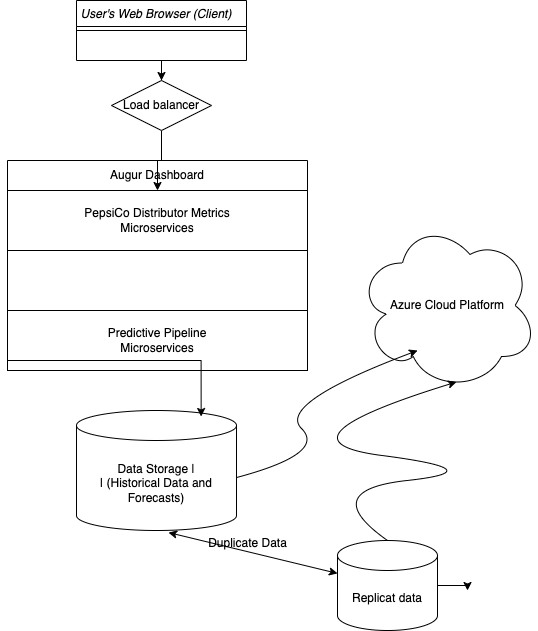 User's Web Browser (Client)
Load balancer
Augur Dashboard
PepsiCo Distributor Metrics
Microservices
Azure Cloud Platform
Predictive Pipeline
Microservices
Data Storage |
| (Historical Data and
Forecasts)
Duplicate Data
Replicat data